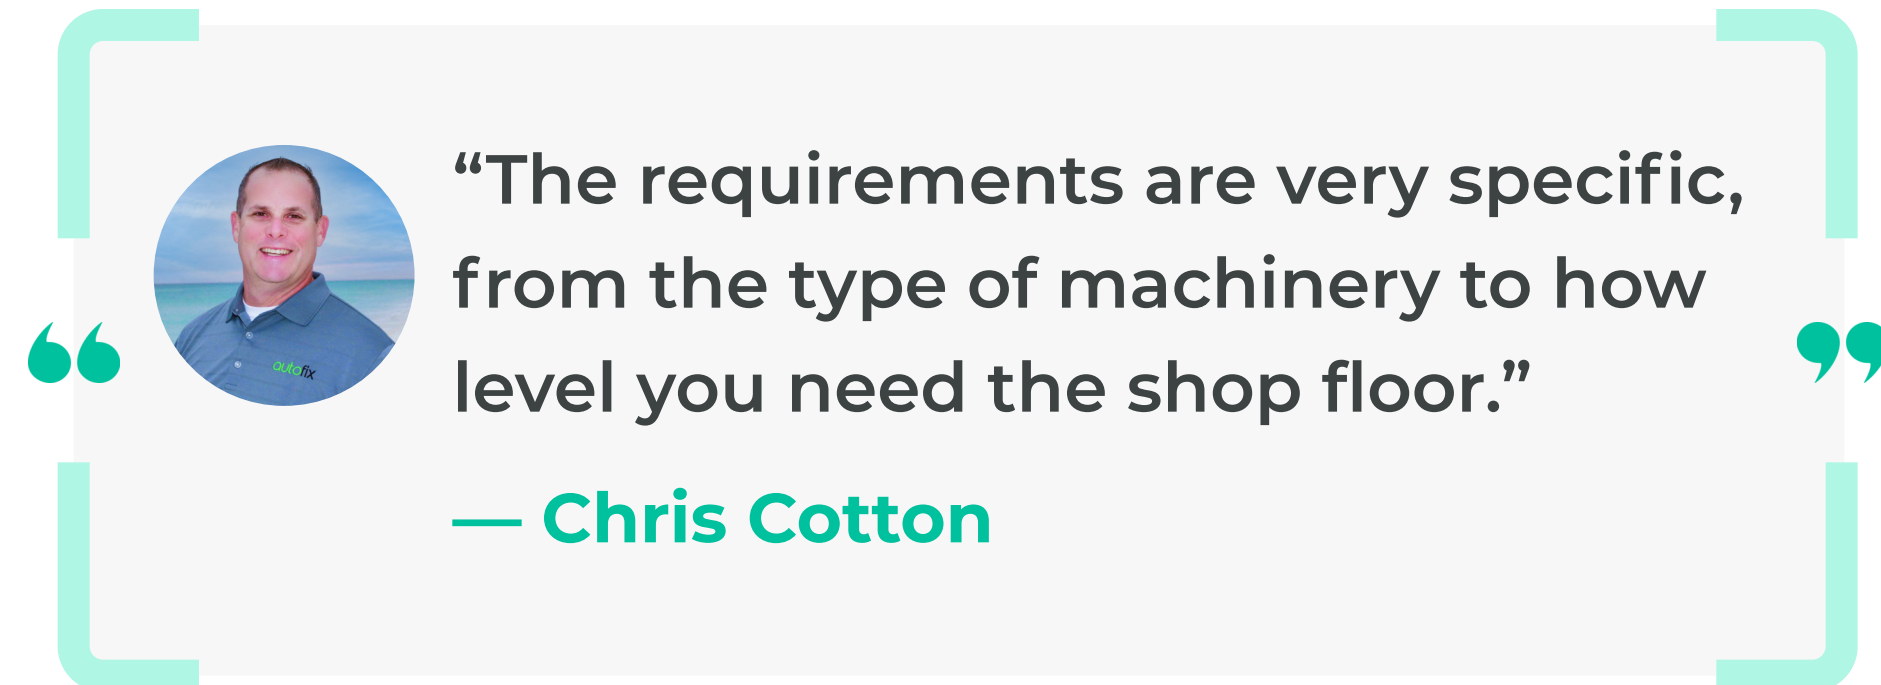 “The requirements are very specific,
from the type of machinery to how
level you need the shop floor.”
— Chris Cotton
autofix